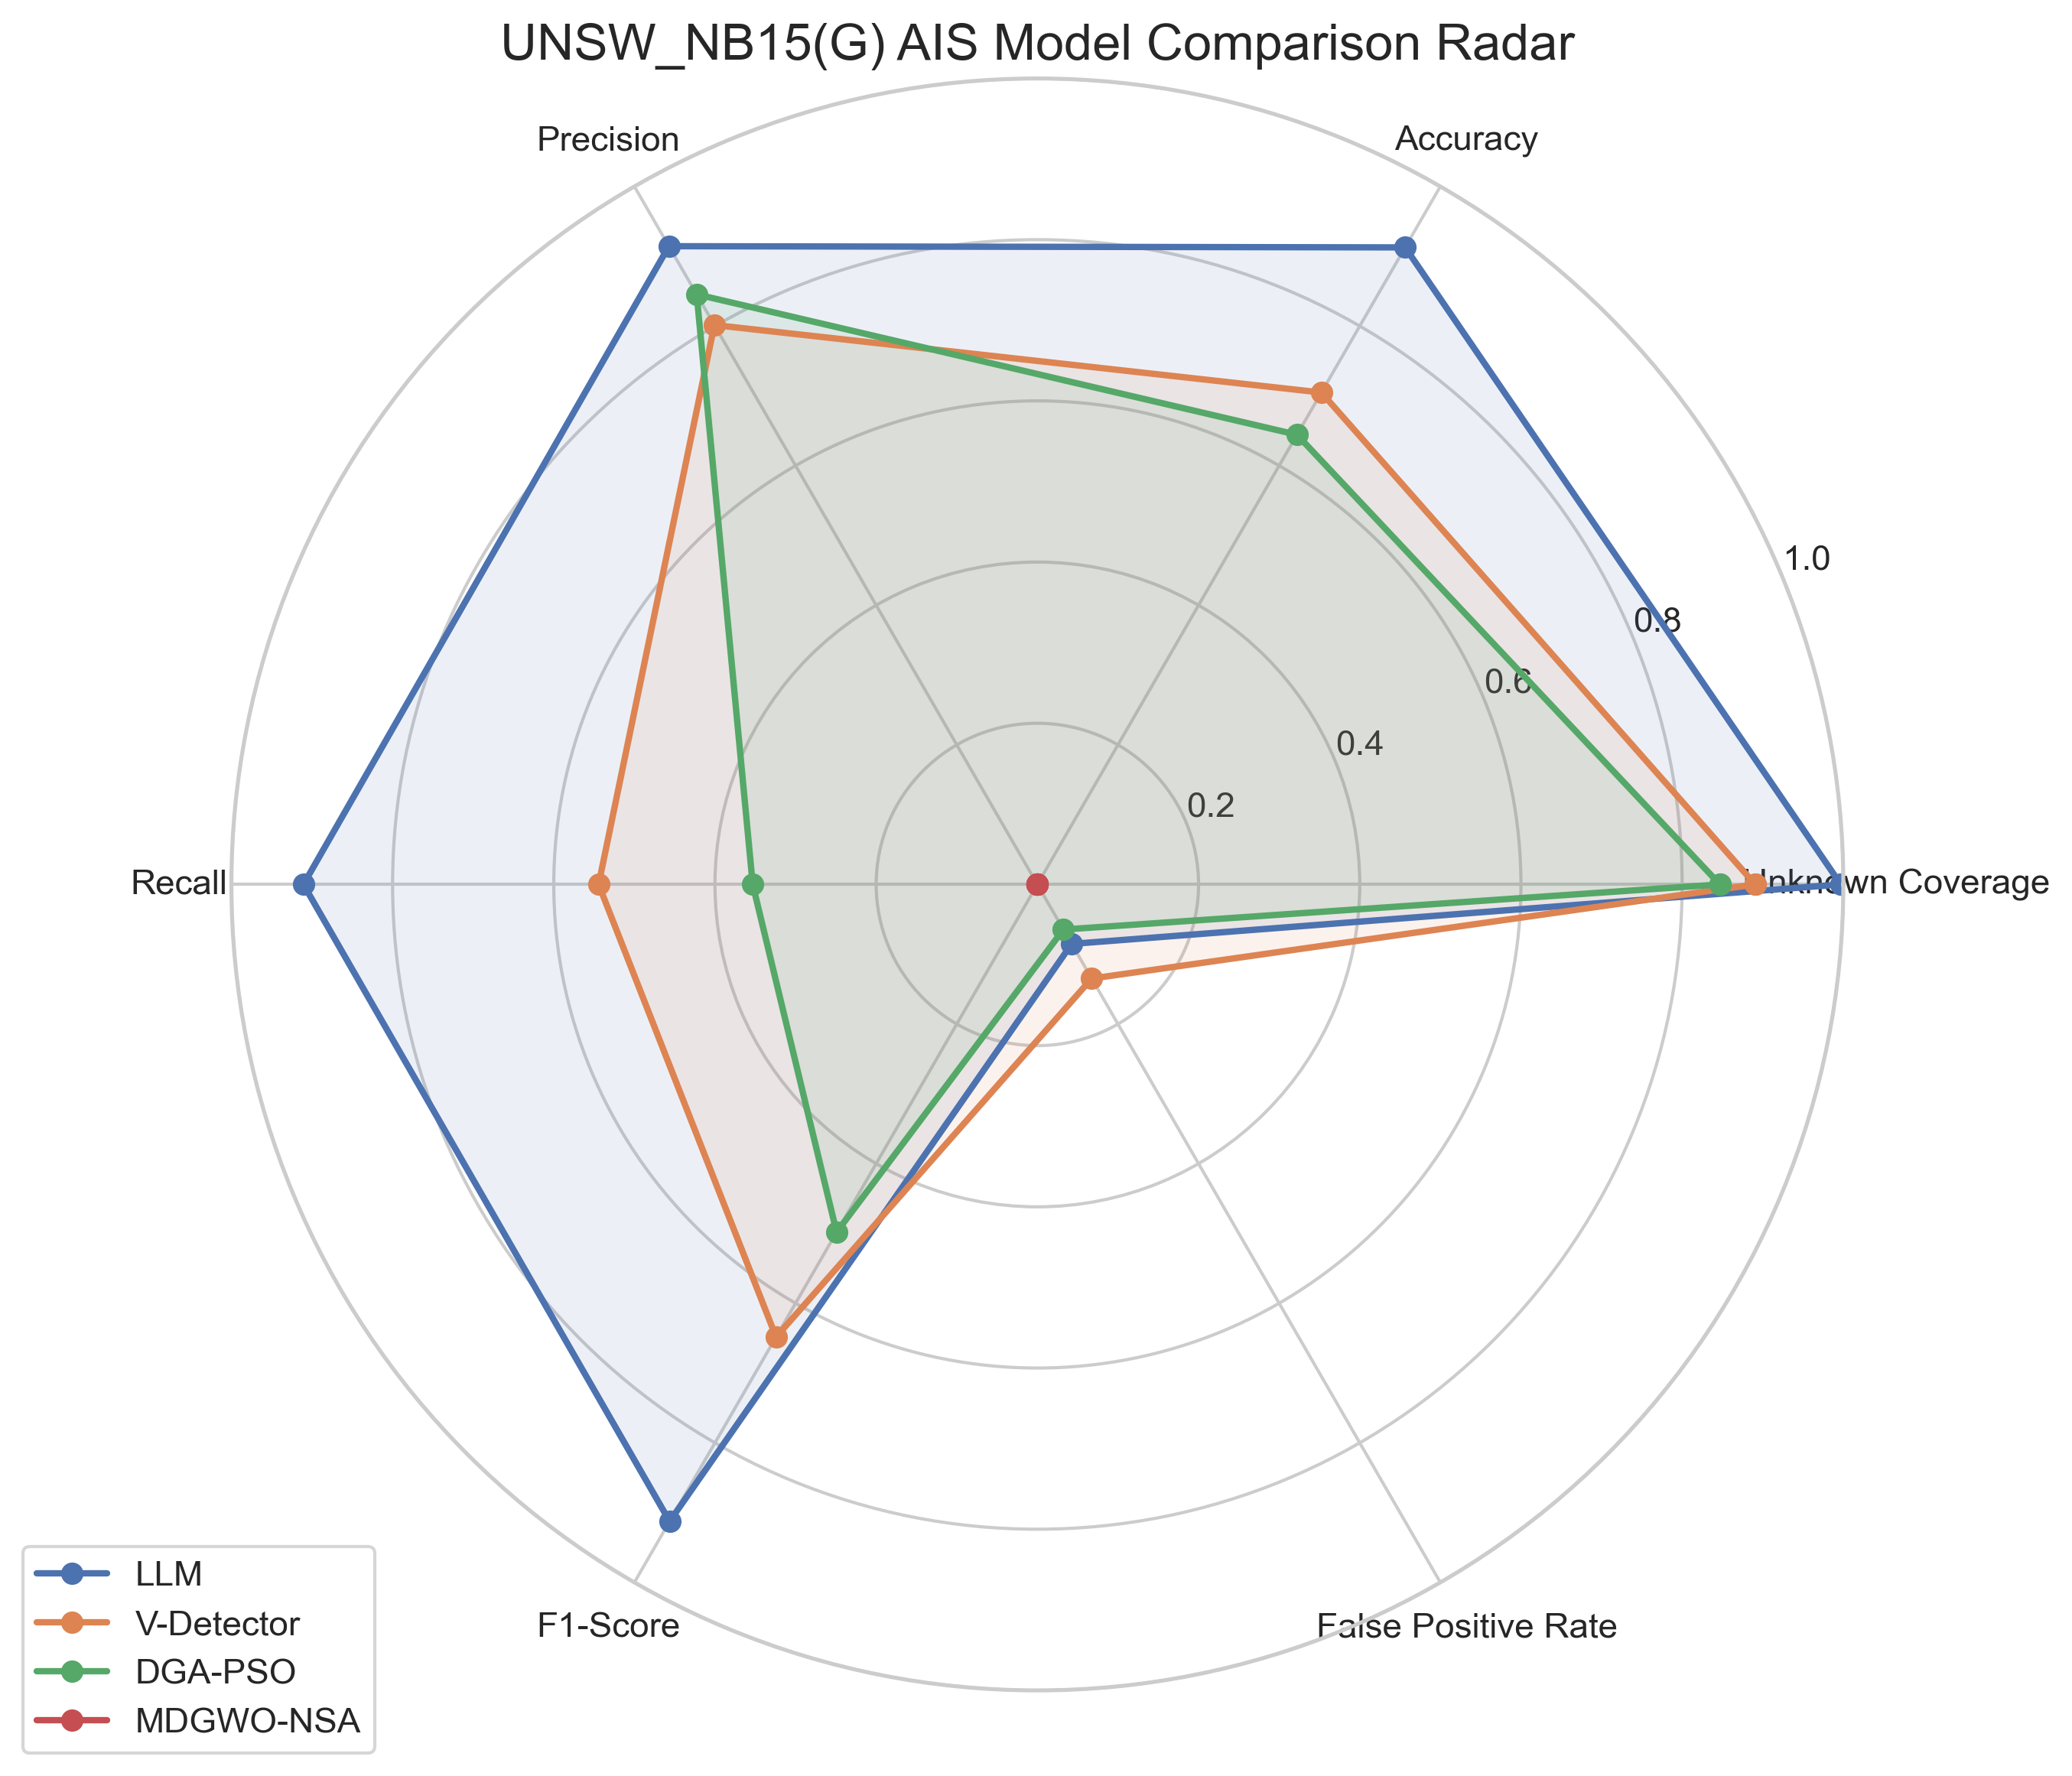 UNSW_NB15(G) AIS Model Comparison Radar
Precision
Accuracy
1.0
0.8
0.6
0.4
0.2
Recall
Unknown Coverage
F1-Score
False Positive Rate
LLM
V-Detector
DGA-PSO
MDGWO-NSA